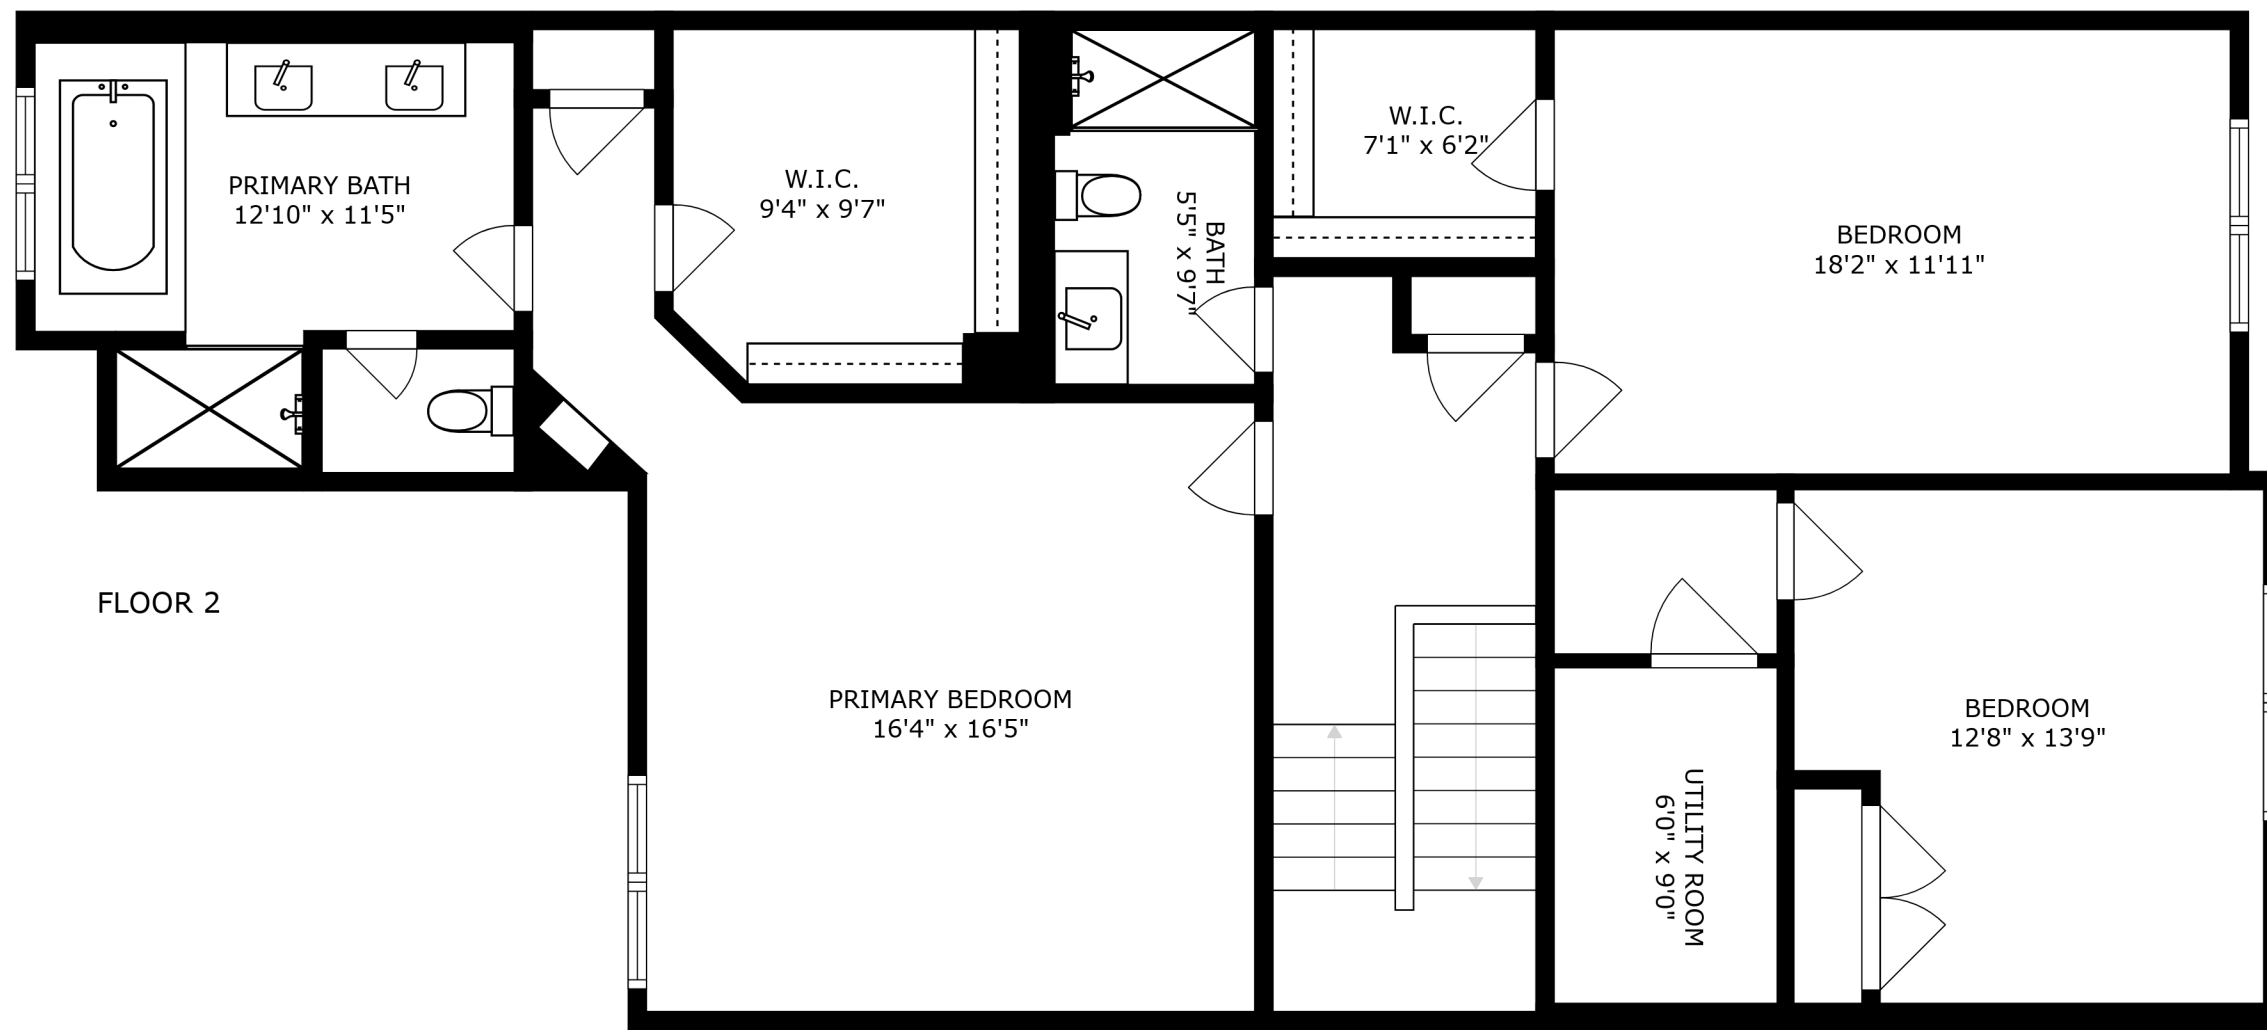 PRIMARY BATH
12'10" x 11'5"
W.I.C.
9'4" x 9'7"
BATH
5'5" x 9'7"
W.I.C.
7'1" x 6'2"
BEDROOM
18'2" x 11'11"
FLOOR 2
PRIMARY BEDROOM
16'4" x 16'5"
UTILITY ROOM
6'0" x 9'0"
BEDROOM
12'8" x 13'9"